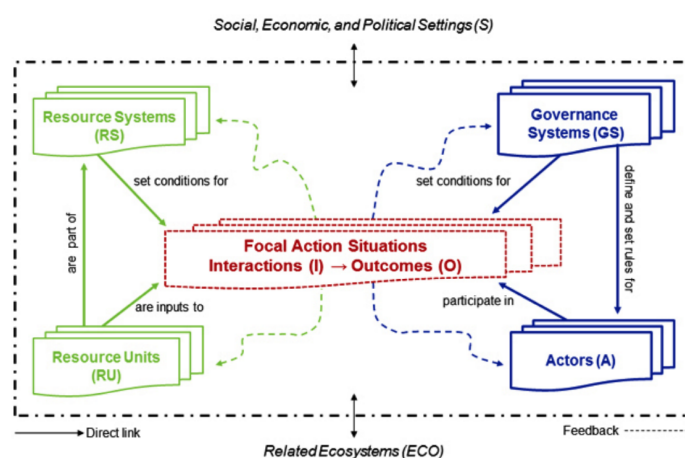 Social, Economic, and Political Settings (S)
Resource Systems
(RS)
Governance
Systems (GS)
set conditions for
set conditions for
are part of
define and set rules for
Focal Action Situations
Interactions (I) → Outcomes (O)
are inputs to
participate in
Resource Units
(RU)
Actors (A)
Direct link
Feedback
Related Ecosystems (ECO)